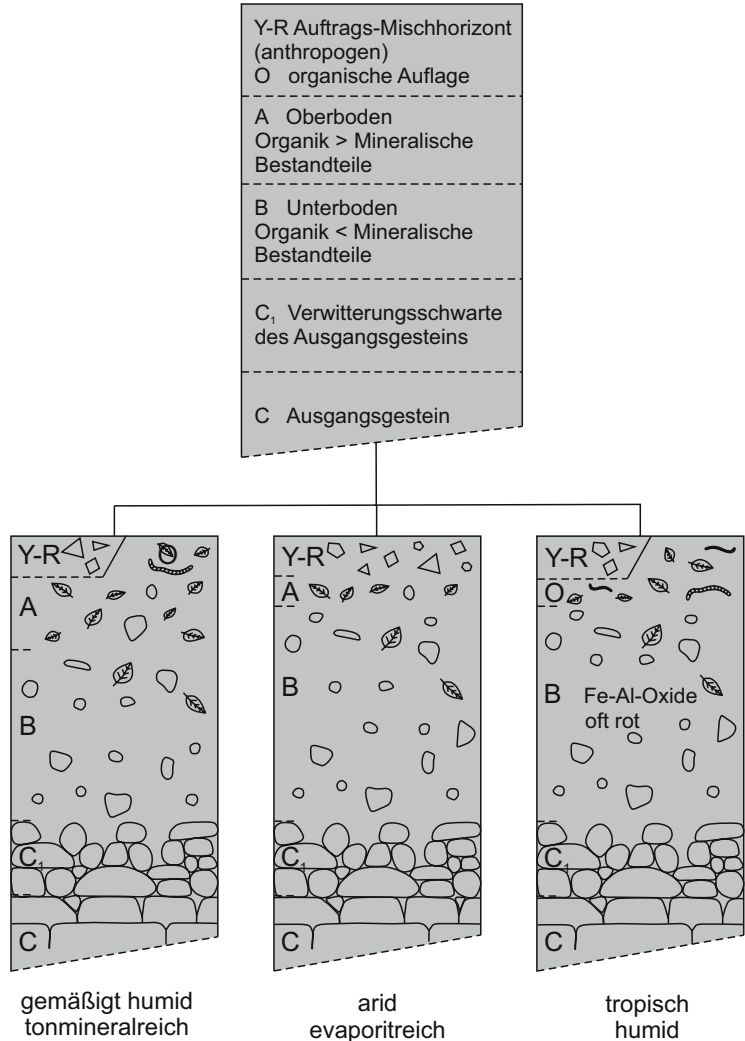 Y-R Auftrags-Mischhorizont
(anthropogen)
O organische Auflage
A Oberboden
Organik > Mineralische
Bestandteile
B Unterboden
Organik < Mineralische
Bestandteile
C₁ Verwitterungsschwarte
des Ausgangsgesteins
C Ausgangsgestein
Y-R
O
A
B
C₁
C
gemäßigt humid
tonmineralreich
Y-R
A
B
C₁
C
arid
evaporitreich
Y-R
O
B Fe-Al-Oxide
oft rot
C₁
C
tropisch
humid